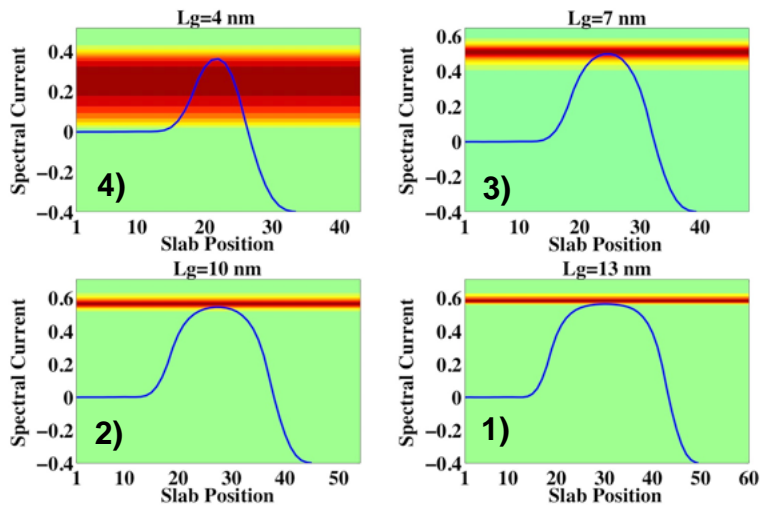 Lg=4 nm
Spectral Current
0.4
0.2
0
−0.2
−0.4
4)
1 10 20 30 40
Slab Position
Lg=7 nm
Spectral Current
0.6
0.4
0.2
0
−0.2
−0.4
3)
1 10 20 30 40
Slab Position
Lg=10 nm
Spectral Current
0.6
0.4
0.2
0
−0.2
−0.4
2)
1 10 20 30 40 50
Slab Position
Lg=13 nm
Spectral Current
0.6
0.4
0.2
0
−0.2
−0.4
1)
1 10 20 30 40 50 60
Slab Position